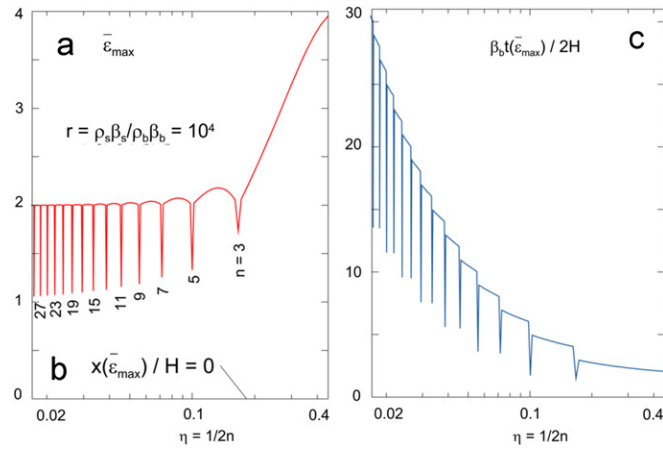 4
a
ε̄max
3
r = ρsβs/ρbβb = 10⁴
2
n = 3
5
7
9
11
15
19
23
27
1
b
x(ε̄max) / H = 0
0
0.02
0.1
0.4
η = 1/2n
30
βbt(ε̄max) / 2H
c
20
10
0
0.02
0.1
0.4
η = 1/2n